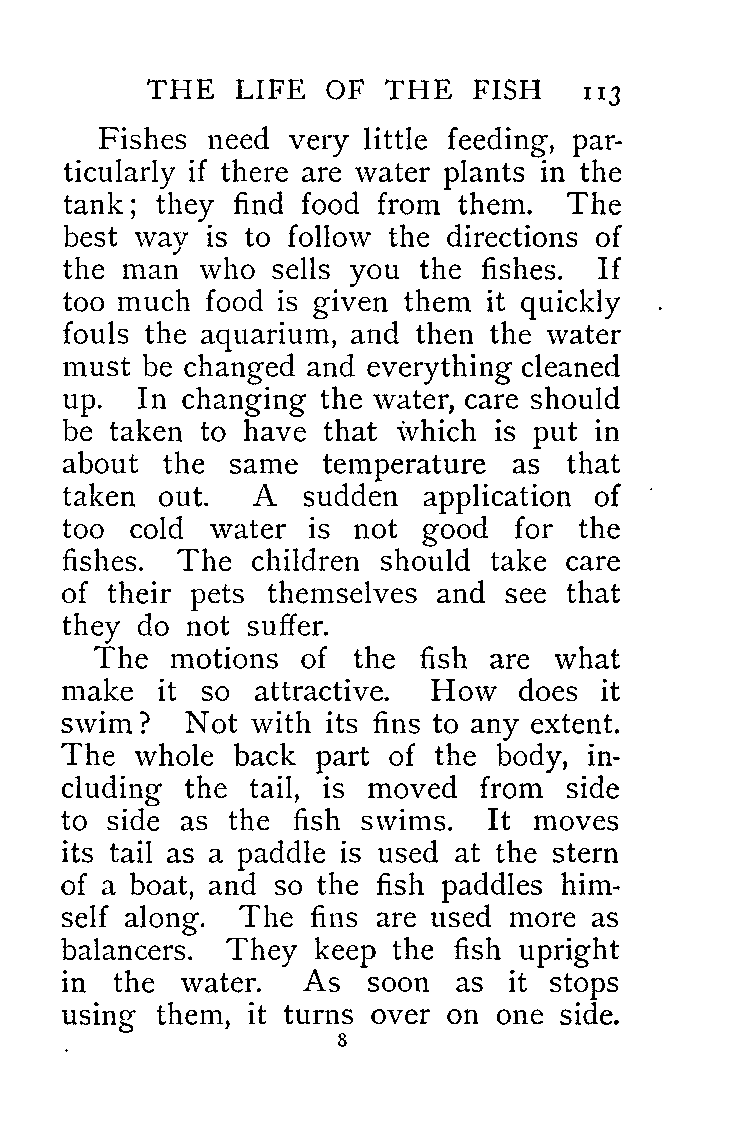 THE LIFE OF THE FISH 113
Fishes need very little feeding, par-
ticularly if there are water plants in the
tank; they find food from them. The
best way is to follow the directions of
the man who sells you the fishes. If
too much food is given them it quickly
fouls the aquarium, and then the water
must be changed and everything cleaned
up. In changing the water, care should
be taken to have that which is put in
about the same temperature as that
taken out. A sudden application of
too cold water is not good for the
fishes. The children should take care
of their pets themselves and see that
they do not suffer.
The motions of the fish are what
make it so attractive. How does it
swim? Not with its fins to any extent.
The whole back part of the body, in-
cluding the tail, is moved from side
to side as the fish swims. It moves
its tail as a paddle is used at the stern
of a boat, and so the fish paddles him-
self along. The fins are used more as
balancers. They keep the fish upright
in the water. As soon as it stops
using them, it turns over on one side.
8